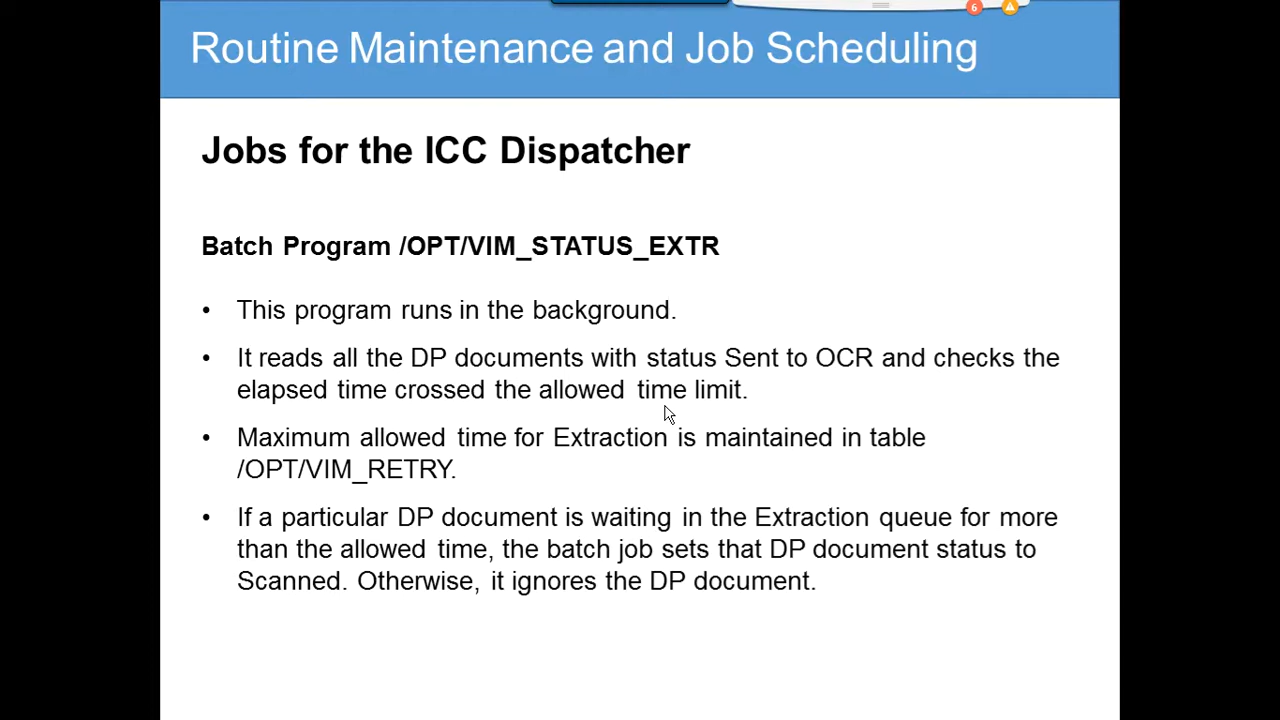 6
Routine Maintenance and Job Scheduling
Jobs for the ICC Dispatcher
Batch Program /OPT/VIM_STATUS_EXTR
• This program runs in the background.
• It reads all the DP documents with status Sent to OCR and checks the
elapsed time crossed the allowed time limit.
• Maximum allowed time for Extraction is maintained in table
/OPT/VIM_RETRY.
• If a particular DP document is waiting in the Extraction queue for more
than the allowed time, the batch job sets that DP document status to
Scanned. Otherwise, it ignores the DP document.